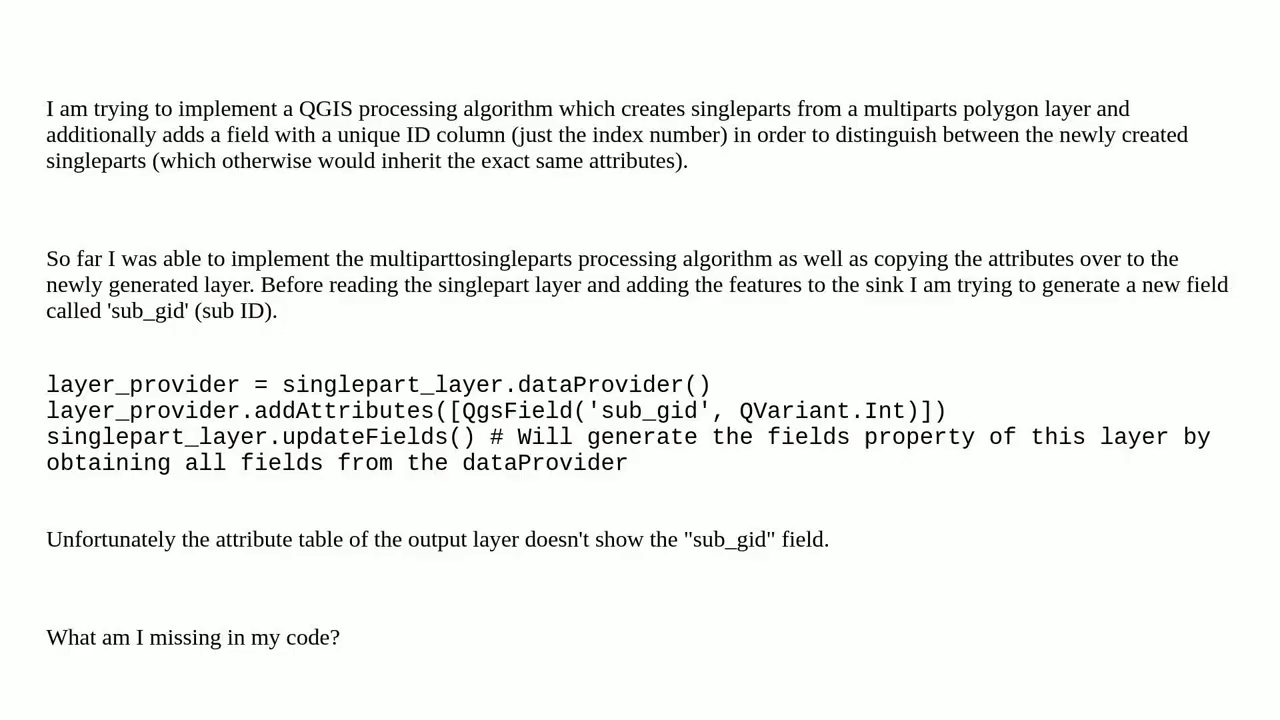 I am trying to implement a QGIS processing algorithm which creates singleparts from a multiparts polygon layer and
additionally adds a field with a unique ID column (just the index number) in order to distinguish between the newly created
singleparts (which otherwise would inherit the exact same attributes).
So far I was able to implement the multiparttosingleparts processing algorithm as well as copying the attributes over to the
newly generated layer. Before reading the singlepart layer and adding the features to the sink I am trying to generate a new field
called 'sub_gid' (sub ID).
layer_provider = singlepart_layer.dataProvider()
layer_provider.addAttributes([QgsField('sub_gid', QVariant.Int)])
singlepart_layer.updateFields() # Will generate the fields property of this layer by
obtaining all fields from the dataProvider
Unfortunately the attribute table of the output layer doesn't show the "sub_gid" field.
What am I missing in my code?